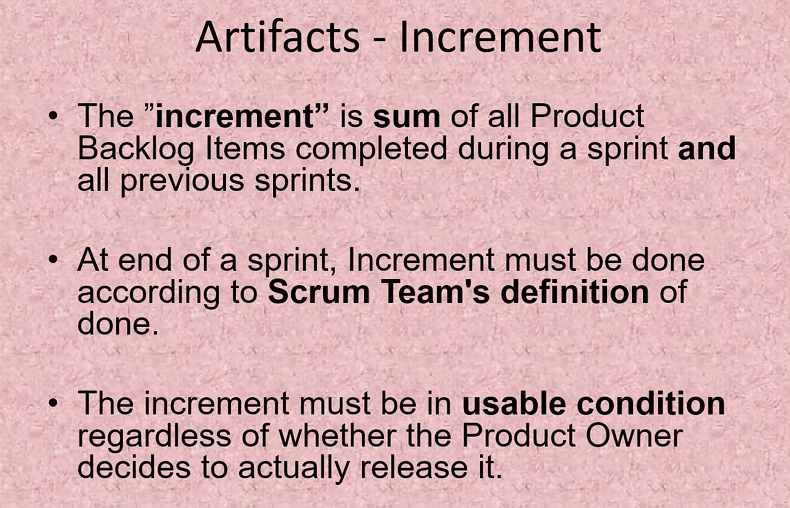 Artifacts - Increment
• The ”increment” is sum of all Product
Backlog Items completed during a sprint and
all previous sprints.
• At end of a sprint, Increment must be done
according to Scrum Team's definition of
done.
• The increment must be in usable condition
regardless of whether the Product Owner
decides to actually release it.